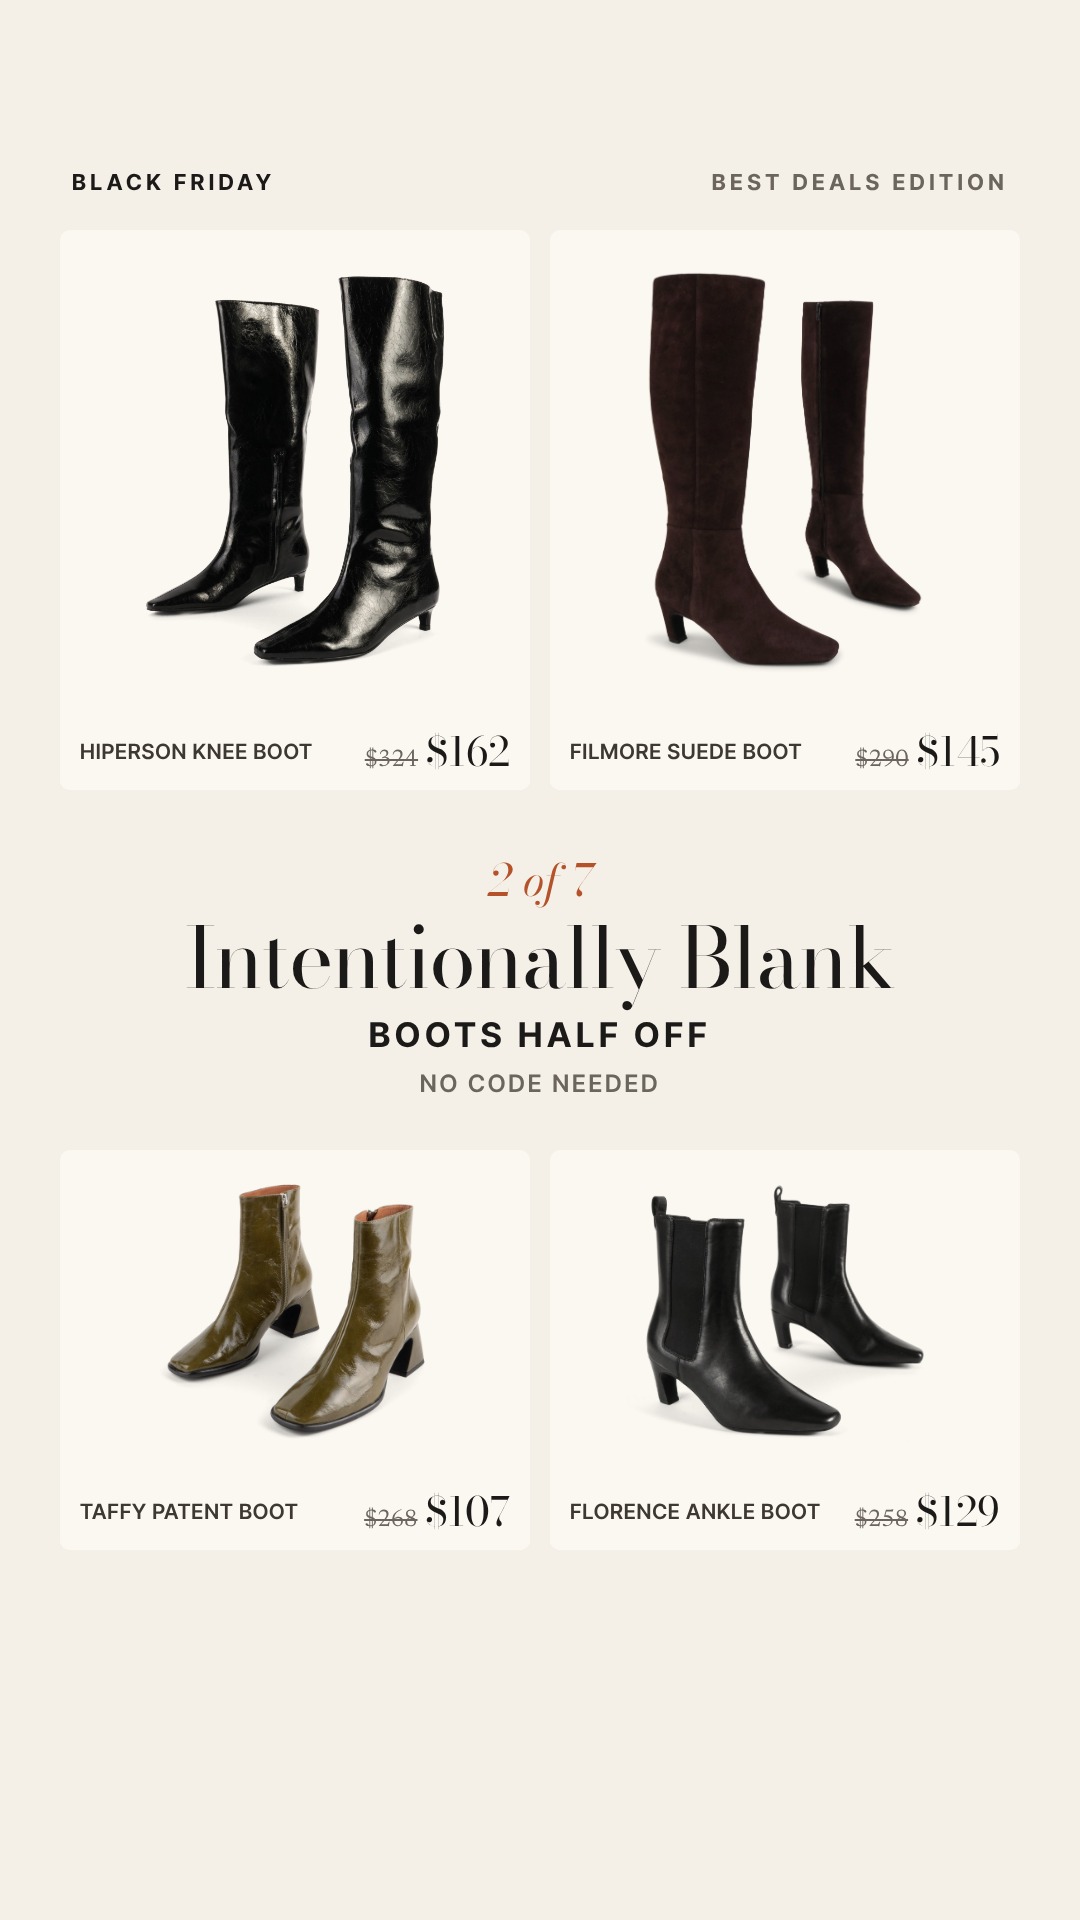 BLACK FRIDAY
BEST DEALS EDITION
HIPERSON KNEE BOOT $324 $162
FILMORE SUEDE BOOT $290 $145
2 of 7
Intentionally Blank
BOOTS HALF OFF
NO CODE NEEDED
TAFFY PATENT BOOT $268 $107
FLORENCE ANKLE BOOT $258 $129